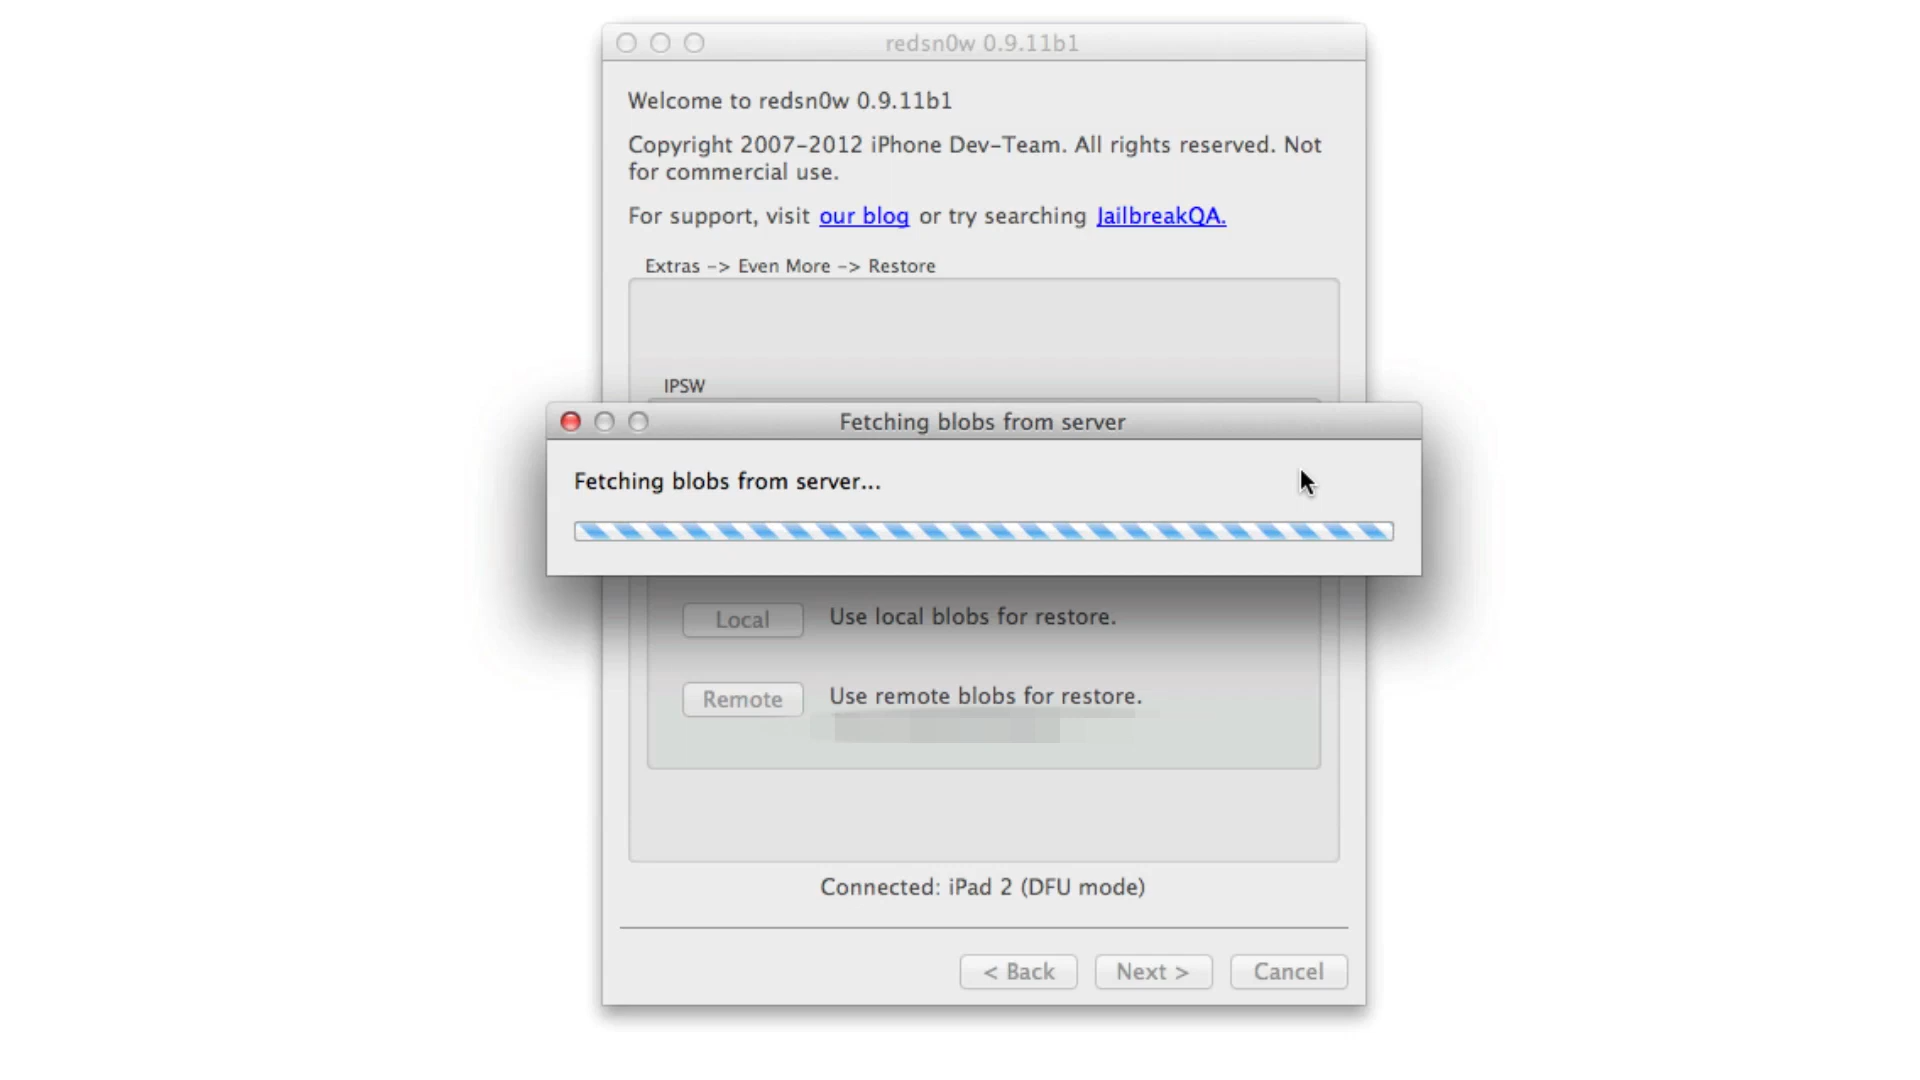 redsn0w 0.9.11b1
Welcome to redsn0w 0.9.11b1
Copyright 2007-2012 iPhone Dev-Team. All rights reserved. Not
for commercial use.
For support, visit our blog or try searching JailbreakQA.
Extras -> Even More -> Restore
IPSW
Fetching blobs from server
Fetching blobs from server...
Local Use local blobs for restore.
Remote Use remote blobs for restore.
Connected: iPad 2 (DFU mode)
< Back Next > Cancel